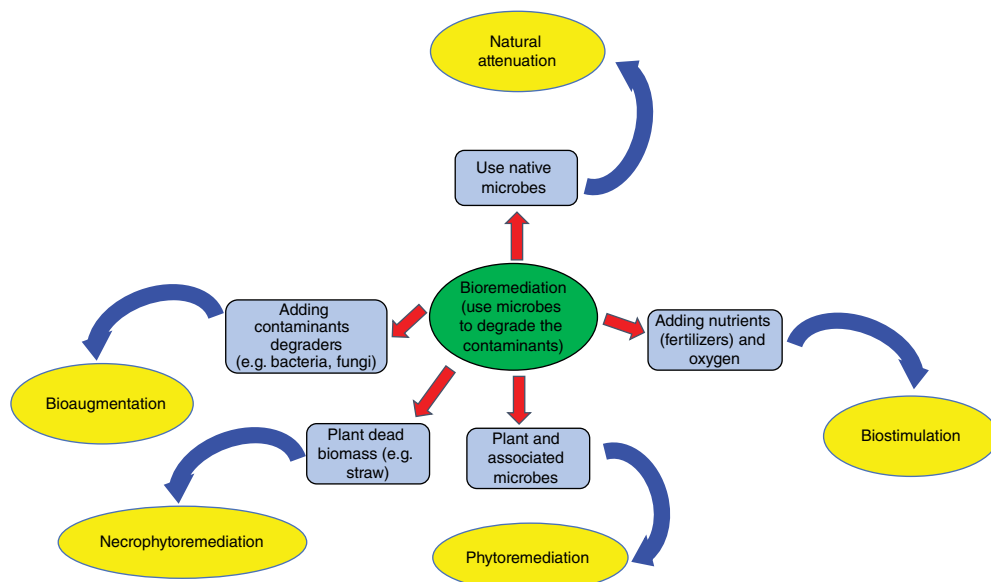 Natural
attenuation
Use native
microbes
Bioremediation
(use microbes
to degrade the
contaminants)
Adding
contaminants
degraders
(e.g. bacteria, fungi)
Adding nutrients
(fertilizers) and
oxygen
Bioaugmentation
Biostimulation
Plant dead
biomass (e.g.
straw)
Plant and
associated
microbes
Necrophytoremediation
Phytoremediation